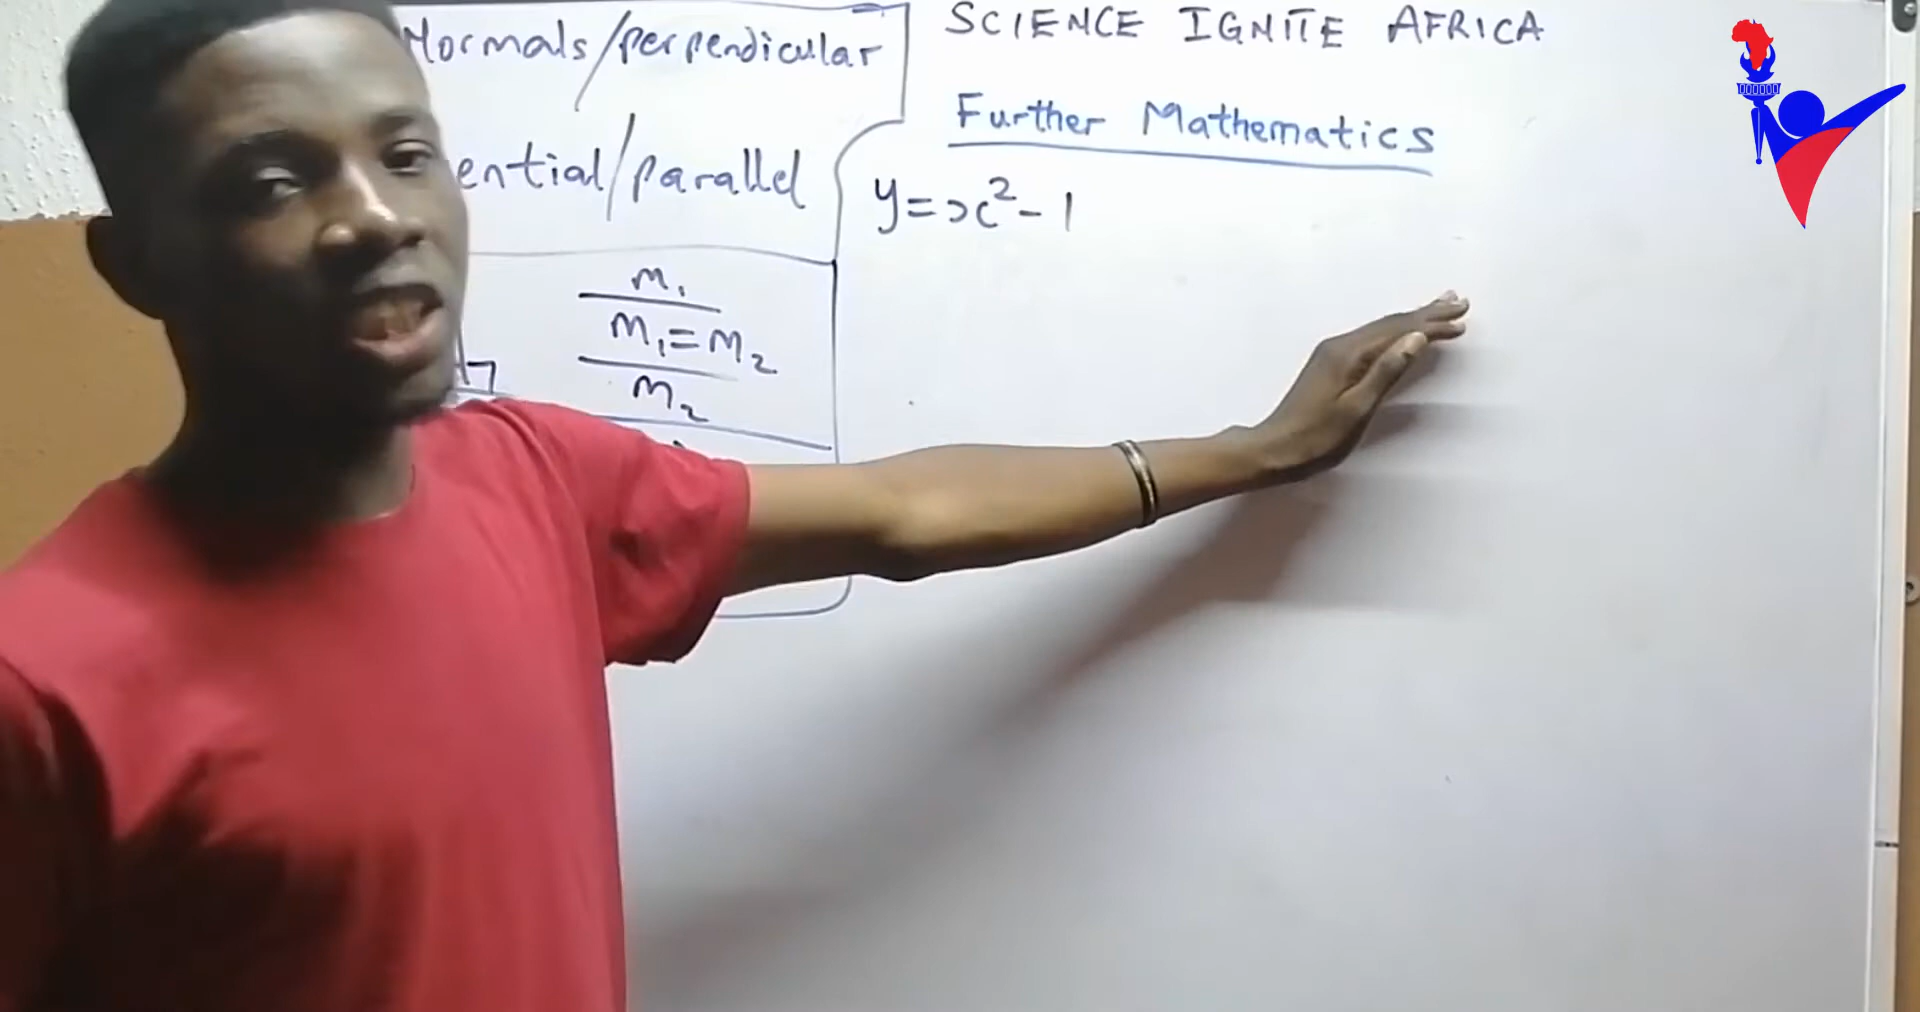 Normals/perpendicular
ential/parallel
m₁
m₁=m₂
m₂
SCIENCE IGNITE AFRICA
Further Mathematics
y=x²-1